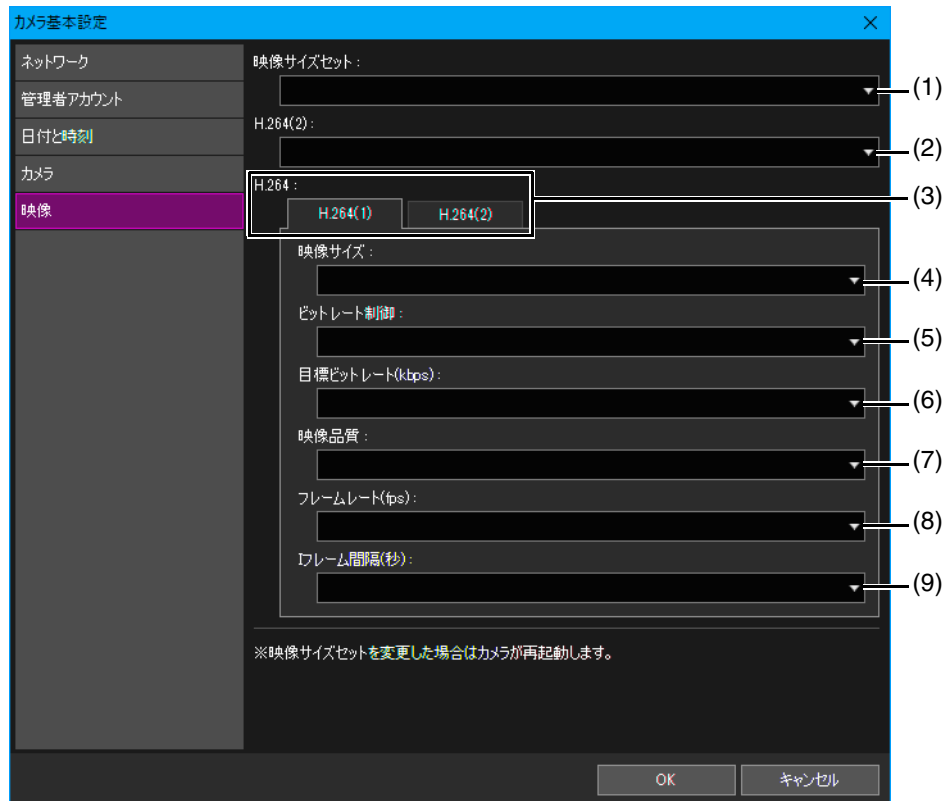 カメラ基本設定
ネットワーク
管理者アカウント
日付と時刻
カメラ
映像
映像サイズセット :
(1)
H.264(2) :
(2)
H.264 :
(3)
H.264(1) H.264(2)
映像サイズ :
(4)
ビットレート制御 :
(5)
目標ビットレート(kbps) :
(6)
映像品質 :
(7)
フレームレート(fps) :
(8)
Iフレーム間隔(秒) :
(9)
※映像サイズセットを変更した場合はカメラが再起動します。
OK キャンセル